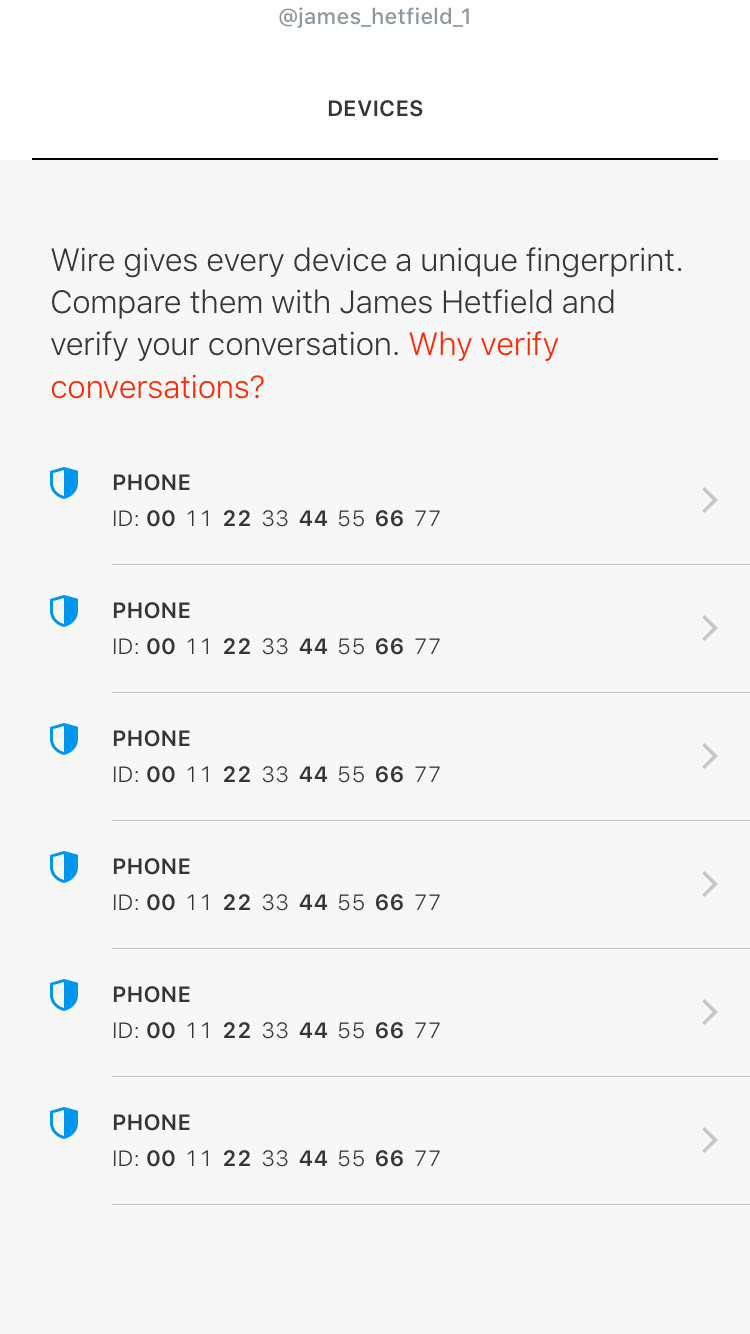 @james_hetfield_1
DEVICES
Wire gives every device a unique fingerprint.
Compare them with James Hetfield and
verify your conversation. Why verify
conversations?
PHONE
ID: 00 11 22 33 44 55 66 77
PHONE
ID: 00 11 22 33 44 55 66 77
PHONE
ID: 00 11 22 33 44 55 66 77
PHONE
ID: 00 11 22 33 44 55 66 77
PHONE
ID: 00 11 22 33 44 55 66 77
PHONE
ID: 00 11 22 33 44 55 66 77